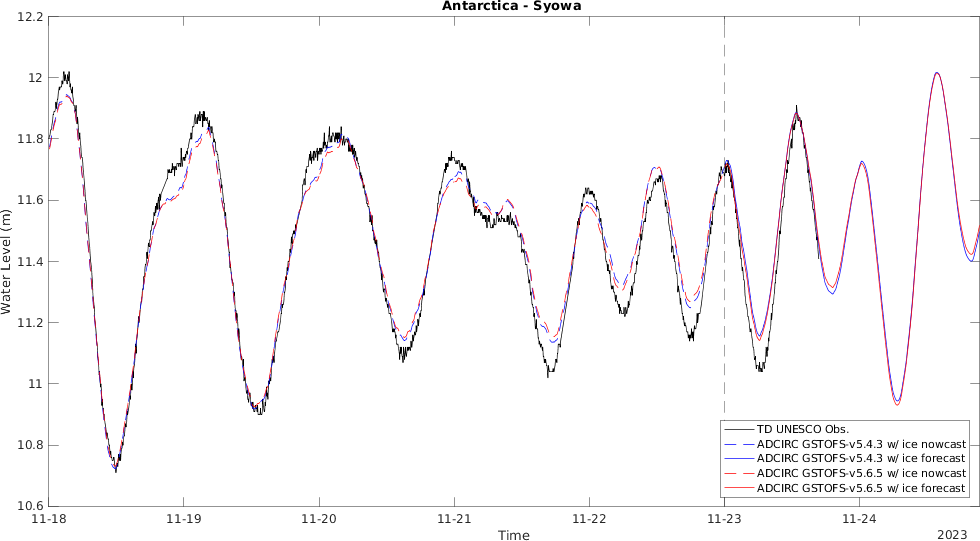 Antarctica - Syowa
12.2
12
11.8
11.6
11.4
11.2
11
10.8
10.6
Water Level (m)
11-18
11-19
11-20
11-21
11-22
11-23
11-24
Time
2023
TD UNESCO Obs.
ADCIRC GSTOFS-v5.4.3 w/ ice nowcast
ADCIRC GSTOFS-v5.4.3 w/ ice forecast
ADCIRC GSTOFS-v5.6.5 w/ ice nowcast
ADCIRC GSTOFS-v5.6.5 w/ ice forecast